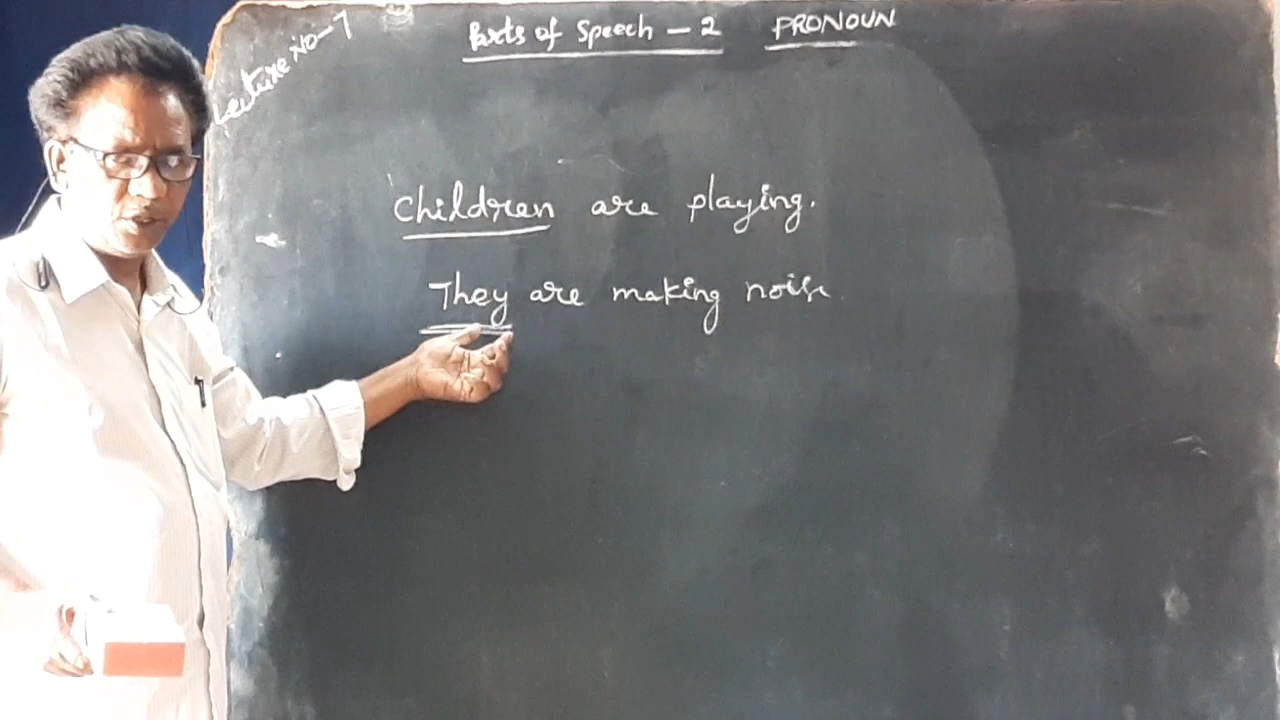 Lecture No-7
Parts of Speech - 2 PRONOUN
Children are playing.
They are making noise.